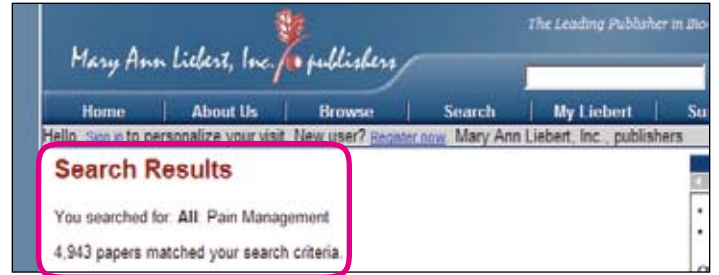 The Leading Publisher in Bio
Mary Ann Liebert, Inc. publishers
Home | About Us | Browse | Search | My Liebert | Su
Hello. Sign in to personalize your visit. New user? Register now. Mary Ann Liebert, Inc., publishers
Search Results
You searched for: All: Pain Management
4,943 papers matched your search criteria.